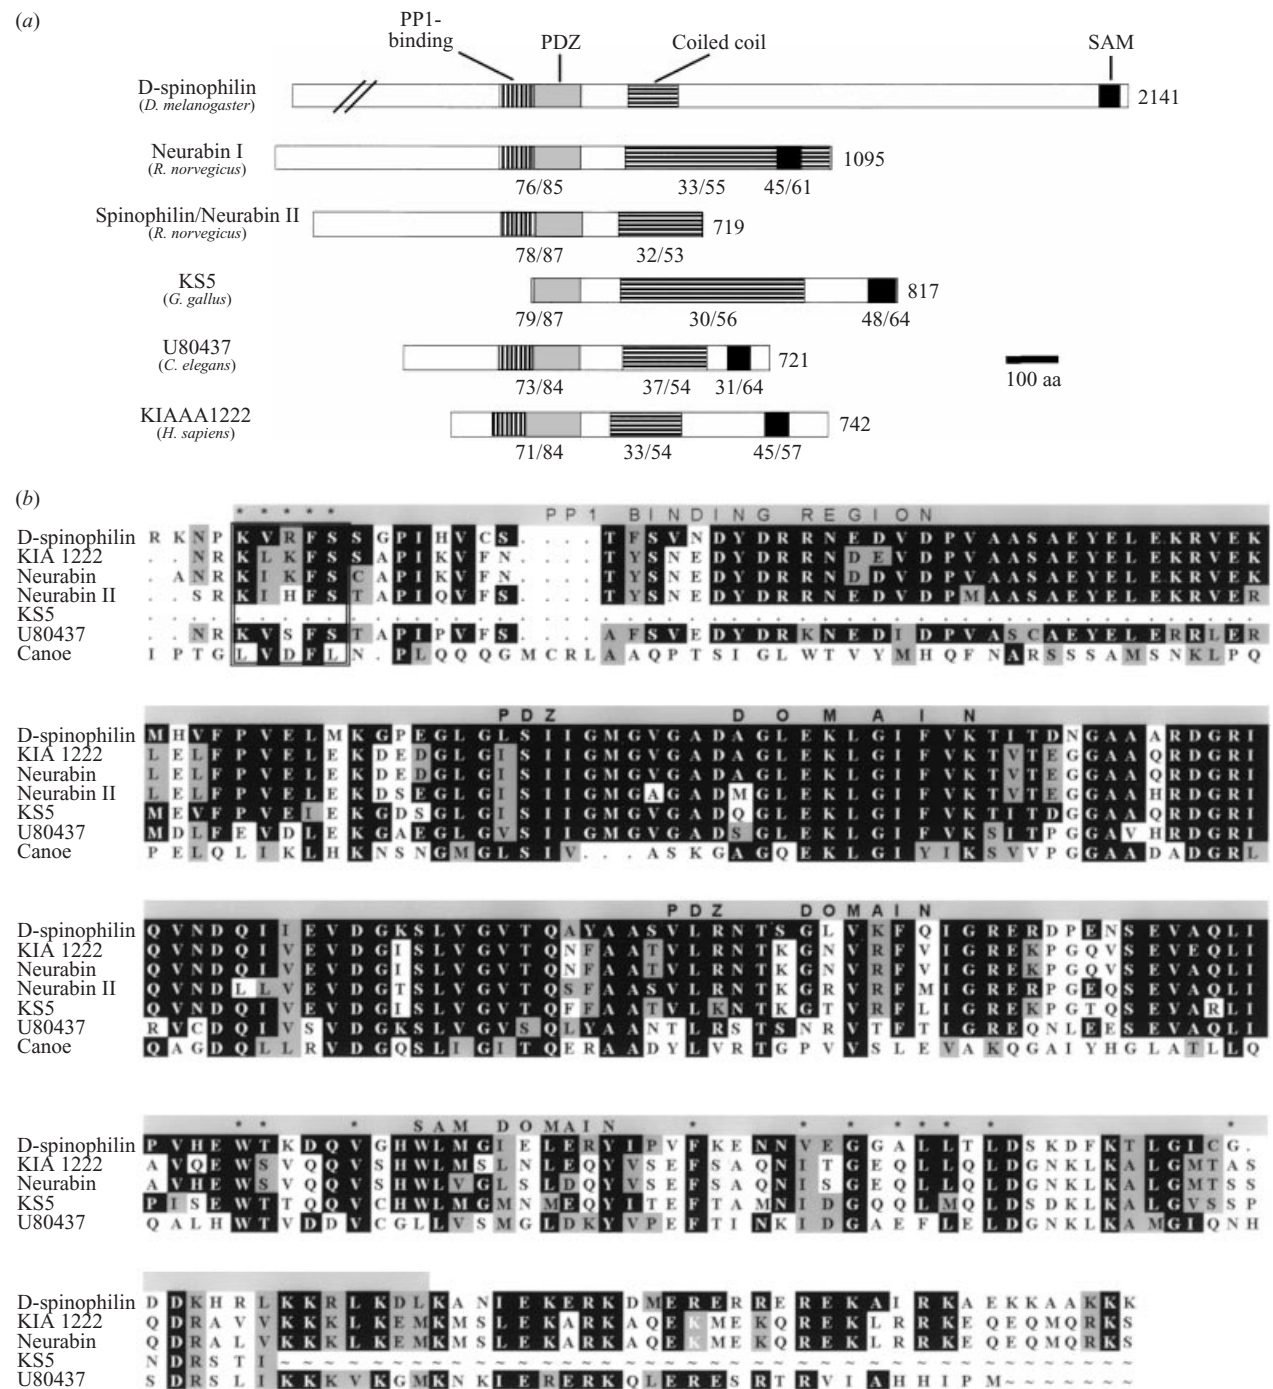 (a)
PP1-
binding
PDZ
Coiled coil
SAM
D-spinophilin
(D. melanogaster)
2141
Neurabin I
(R. norvegicus)
1095
76/85 33/55 45/61
Spinophilin/Neurabin II
(R. norvegicus)
719
78/87 32/53
KS5
(G. gallus)
817
79/87 30/56 48/64
U80437
(C. elegans)
721
73/84 37/54 31/64
100 aa
KIAAA1222
(H. sapiens)
742
71/84 33/54 45/57
(b)
* * * * * PP1 BINDING REGION
D-spinophilin R K N P K V R F S S G P I H V C S . . . . T F S V N D Y D R R N E D V D P V A A S A E Y E L E K R V E K
KIA 1222 . . N R K L K F S S A P I K V F N . . . . T Y S N E D Y D R R N D E V D P V A A S A E Y E L E K R V E K
Neurabin . A N R K I K F S C A P I K V F N . . . . T Y S N E D Y D R R N D D V D P V A A S A E Y E L E K R V E K
Neurabin II . . S R K I H F S T A P I Q V F S . . . . T Y S N E D Y D R R N E D V D P M A A S A E Y E L E K R V E R
KS5 . . . . . . . . . . . . . . . . . . . . . . . . . . . . . . . . . . . . . . . . . . . . . . .
U80437 . . N R K V S F S T A P I P V F S . . . . A F S V E D Y D R K N E D I D P V A S C A E Y E L E R R L E R
Canoe I P T G L V D F L N . P L Q Q Q G M C R L A A Q P T S I G L W T V Y M H Q F N A R S S S A M S N K L P Q
PDZ DOMAIN
D-spinophilin M H V F P V E L M K G P E G L G L S I I G M G V G A D A G L E K L G I F V K T I T D N G A A A R D G R I
KIA 1222 L E L F P V E L E K D E D G L G I S I I G M G V G A D A G L E K L G I F V K T V T E G G A A Q R D G R I
Neurabin L E L F P V E L E K D E D G L G I S I I G M G V G A D A G L E K L G I F V K T V T E G G A A Q R D G R I
Neurabin II L E L F P V E L E K D S E G L G I S I I G M G A G A D M G L E K L G I F V K T V T E G G A A H R D G R I
KS5 M E V F P V E I E K G D S G L G I S I I G M G V G A D Q G L E K L G I F V K T I T D G G A A Q R D G R I
U80437 M D L F E V D L E K G A E G L G V S I I G M G V G A D S G L E K L G I F V K S I T P G G A V H R D G R I
Canoe P E L Q L I K L H K N S N G M G L S I V . . . A S K G A G Q E K L G I Y I K S V V P G G A A D A D G R L
PDZ DOMAIN
D-spinophilin Q V N D Q I I E V D G K S L V G V T Q A Y A A S V L R N T S G L V K F Q I G R E R D P E N S E V A Q L I
KIA 1222 Q V N D Q I V E V D G I S L V G V T Q N F A A T V L R N T K G N V R F V I G R E K P G Q V S E V E Q L I
Neurabin Q V N D Q I V E V D G I S L V G V T Q N F A A T V L R N T K G N V R F V I G R E K P G Q V S E V A Q L I
Neurabin II Q V N D L L V E V D G T S L V G V T Q S F A A S V L R N T K G R V R F M I G R E R P G E Q S E V A Q L I
KS5 Q V N D Q I V E V D G I S L V G V T Q F F A A T V L K N T K G T V R F L I G R E K P G T Q S E V A R L I
U80437 R V C D Q I V S V D G K S L V G V S Q L Y A A N T L R S T S N R V T F T I G R E Q N L E E S E V A Q L I
Canoe Q A G D Q L L R V D G Q S L I G I T Q E R A A D Y L V R T G P V V S L E V A K Q G A I Y H G L A T L L Q
* * * SAM DOMAIN * * * * * * * *
D-spinophilin P V H E W T K D Q V G H W L M G I E L E R Y I P V F K E N N V E G G A L L T L D S K D F K T L G I C G .
KIA 1222 A V Q E W S V Q Q V S H W L M S L N L E Q Y V S E F S A Q N I T G E Q L L Q L D G N K L K A L G M T A S
Neurabin A V H E W S V Q Q V S H W L V G L S L D Q Y V S E F S A Q N I S G E Q L L Q L D G N K L K A L G M T S S
KS5 P I S E W T T Q Q V C H W L M G M N M E Q Y I T E F T A M N I D G Q Q L M Q L D S D K L K A L G V S S P
U80437 Q A L H W T V D D V C G L L V S M G L D K Y V P E F T I N K I D G A E F L E L D G N K L K A M G I Q N H
D-spinophilin D D K H R L K K R L K D L K A N I E K E R K D M E R E R R E R E K A I R K A E K K A A K K K
KIA 1222 Q D R A V V K K K L K E M K M S L E K A R K A Q E K M E K Q R E K L R R K E Q E Q M Q R K S
Neurabin Q D R A L V K K K L K E M K M S L E K A R K A Q E K M E K Q R E K L R R K E Q E Q M Q R K S
KS5 N D R S T I ~ ~ ~ ~ ~ ~ ~ ~ ~ ~ ~ ~ ~ ~ ~ ~ ~ ~ ~ ~ ~ ~ ~ ~ ~ ~ ~ ~ ~ ~ ~ ~ ~ ~ ~ ~ ~ ~ ~ ~
U80437 S D R S L I K K K V K G M K N K I E R E R K Q L E R E S R T R V I A H H I P M ~ ~ ~ ~ ~ ~ ~